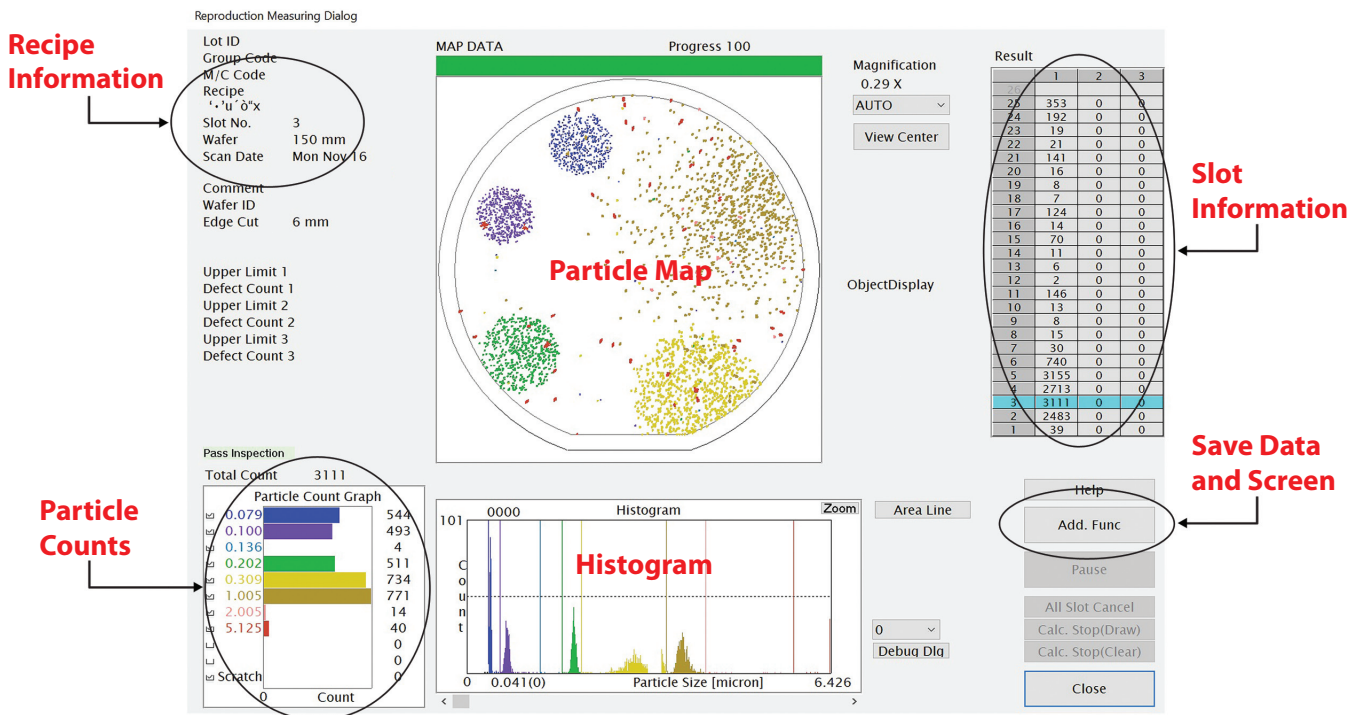 Reproduction Measuring Dialog
Recipe
Information
Lot ID
Group Code
M/C Code
Recipe
Slot No. 3
Wafer 150 mm
Scan Date Mon Nov 16
Comment
Wafer ID
Edge Cut 6 mm
Upper Limit 1
Defect Count 1
Upper Limit 2
Defect Count 2
Upper Limit 3
Defect Count 3
MAP DATA Progress 100
Particle Map
Magnification
0.29 X
AUTO
View Center
ObjectDisplay
Result
1 2 3
26
25 353 0 0
24 192 0 0
23 19 0 0
22 21 0 0
21 141 0 0
20 16 0 0
19 8 0 0
18 7 0 0
17 124 0 0
16 14 0 0
15 70 0 0
14 11 0 0
13 6 0 0
12 2 0 0
11 146 0 0
10 13 0 0
9 8 0 0
8 15 0 0
7 30 0 0
6 740 0 0
5 3155 0 0
4 2713 0 0
3 3111 0 0
2 2483 0 0
1 39 0 0
Slot
Information
Pass Inspection
Total Count 3111
Particle
Counts
Particle Count Graph
0.079 544
0.100 493
0.136 4
0.202 511
0.309 734
1.005 771
2.005 14
5.125 40
0
0
Scratch 0
0 Count
0000 Histogram Zoom
101
Count
Histogram
0 0.041(0) Particle Size [micron] 6.426
Area Line
0
Debug Dlg
Save Data
and Screen
Help
Add. Func
Pause
All Slot Cancel
Calc. Stop(Draw)
Calc. Stop(Clear)
Close